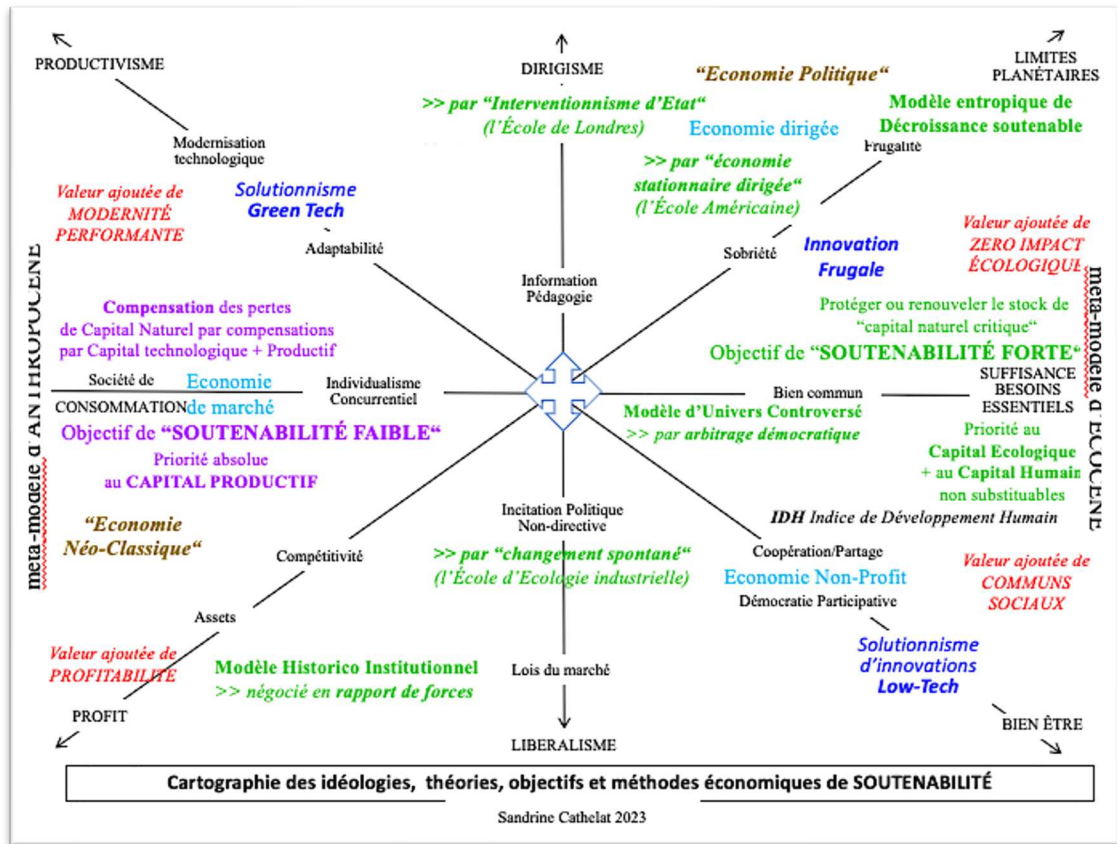 PRODUCTIVISME
DIRIGISME
“Economie Politique“
LIMITES
PLANÉTAIRES
>> par “Interventionnisme d’Etat“
(l’École de Londres)
Economie dirigée
Modèle entropique de
Décroissance soutenable
Frugalité
Modernisation
technologique
>> par “économie
stationnaire dirigée“
(l’École Américaine)
Valeur ajoutée de
MODERNITÉ
PERFORMANTE
Solutionnisme
Green Tech
Adaptabilité
Sobriété
Innovation
Frugale
Valeur ajoutée de
ZERO IMPACT
ÉCOLOGIQUE
Information
Pédagogie
meta-modèle d’ANTHROPOCENE
meta-modèle d’ECOCENE
Compensation des pertes
de Capital Naturel par compensations
par Capital technologique + Productif
Protéger ou renouveler le stock de
“capital naturel critique“
Objectif de “SOUTENABILITÉ FORTE“
Société de
CONSOMMATION
Economie
de marché
Individualisme
Concurrentiel
Bien commun
SUFFISANCE
BESOINS
ESSENTIELS
Modèle d’Univers Controversé
>> par arbitrage démocratique
Objectif de “SOUTENABILITÉ FAIBLE“
Priorité absolue
au CAPITAL PRODUCTIF
Priorité au
Capital Ecologique
+ au Capital Humain
non substituables
IDH Indice de Développement Humain
“Economie
Néo-Classique“
Incitation Politique
Non-directive
Compétitivité
>> par “changement spontané“
(l’École d’Ecologie industrielle)
Coopération/Partage
Economie Non-Profit
Démocratie Participative
Valeur ajoutée de
COMMUNS
SOCIAUX
Assets
Valeur ajoutée de
PROFITABILITE
Modèle Historico Institutionnel
>> négocié en rapport de forces
Lois du marché
Solutionnisme
d’innovations
Low-Tech
PROFIT
LIBERALISME
BIEN ÊTRE
Cartographie des idéologies, théories, objectifs et méthodes économiques de SOUTENABILITÉ
Sandrine Cathelat 2023